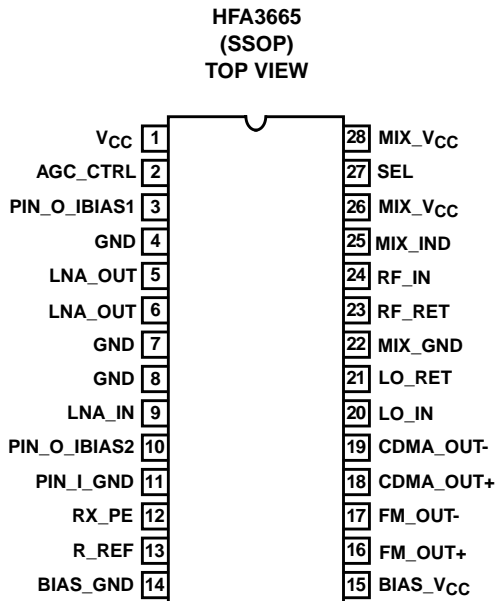 HFA3665
(SSOP)
TOP VIEW
VCC 1 28 MIX_VCC
AGC_CTRL 2 27 SEL
PIN_O_IBIAS1 3 26 MIX_VCC
GND 4 25 MIX_IND
LNA_OUT 5 24 RF_IN
LNA_OUT 6 23 RF_RET
GND 7 22 MIX_GND
GND 8 21 LO_RET
LNA_IN 9 20 LO_IN
PIN_O_IBIAS2 10 19 CDMA_OUT-
PIN_I_GND 11 18 CDMA_OUT+
RX_PE 12 17 FM_OUT-
R_REF 13 16 FM_OUT+
BIAS_GND 14 15 BIAS_VCC